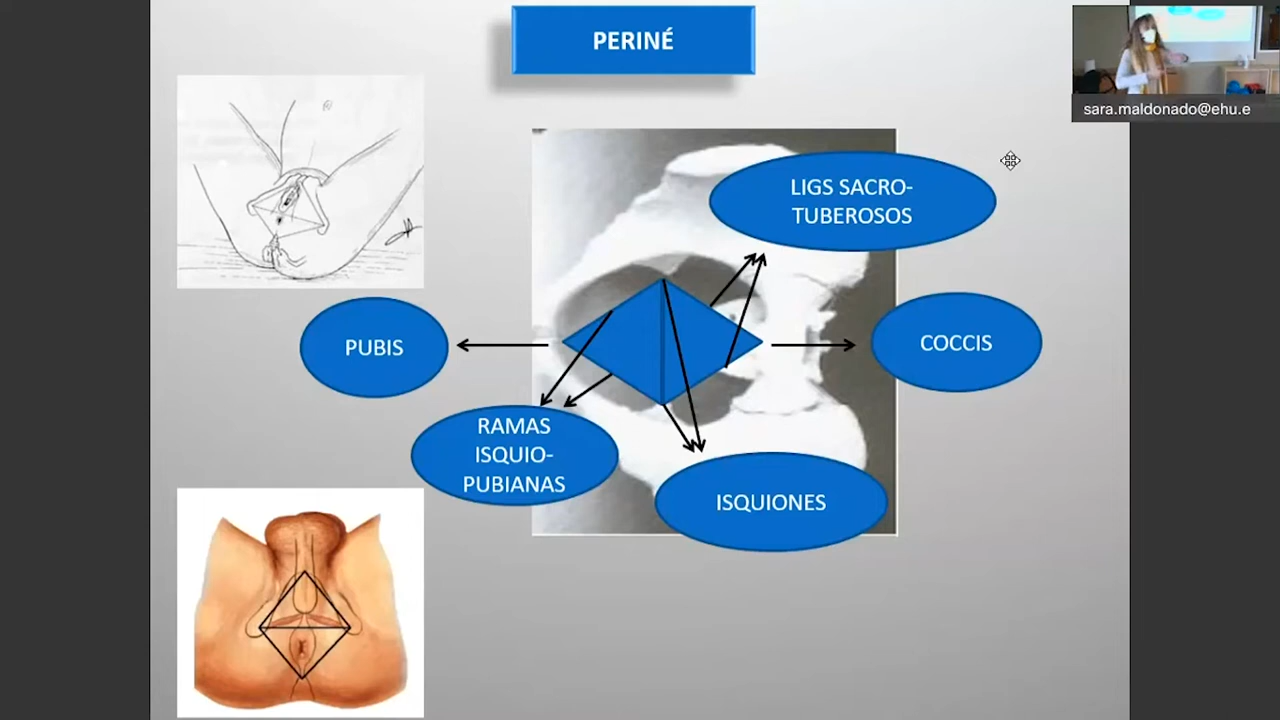 PERINÉ
sara.maldonado@ehu.e
LIGS SACRO-
TUBEROSOS
PUBIS
COCCIS
RAMAS
ISQUIO-
PUBIANAS
ISQUIONES